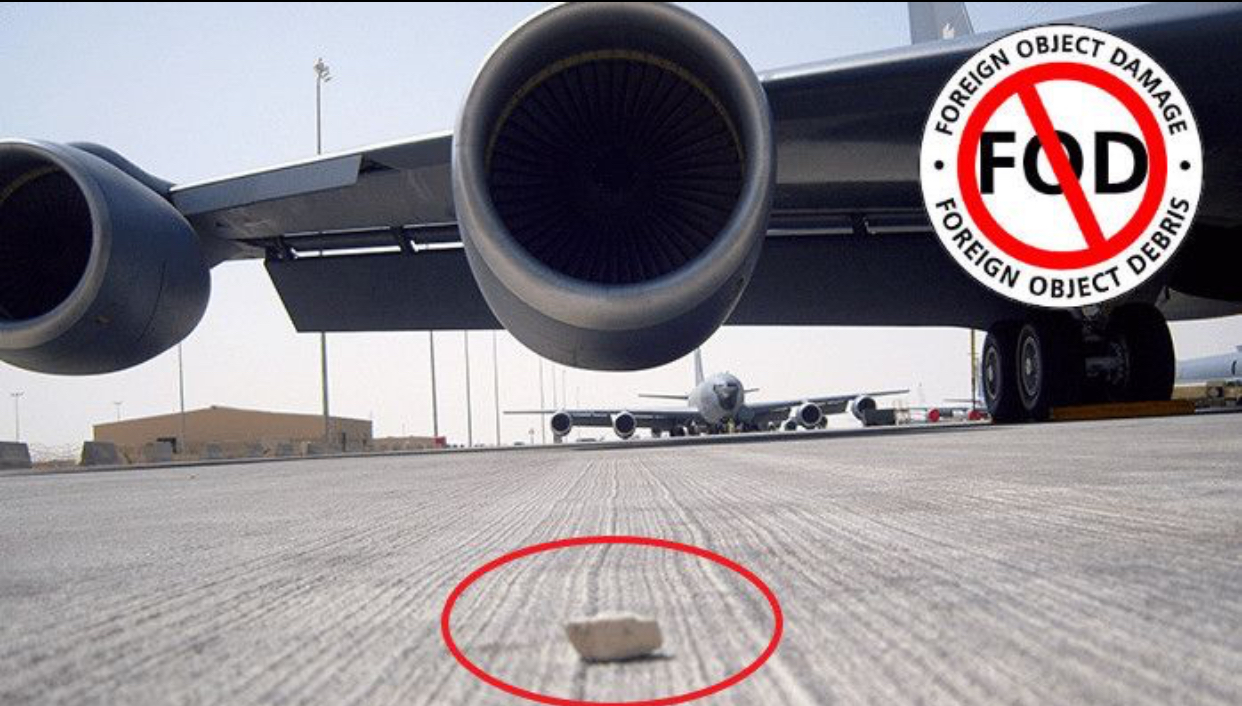 FOREIGN OBJECT DAMAGE
FOD
FOREIGN OBJECT DEBRIS